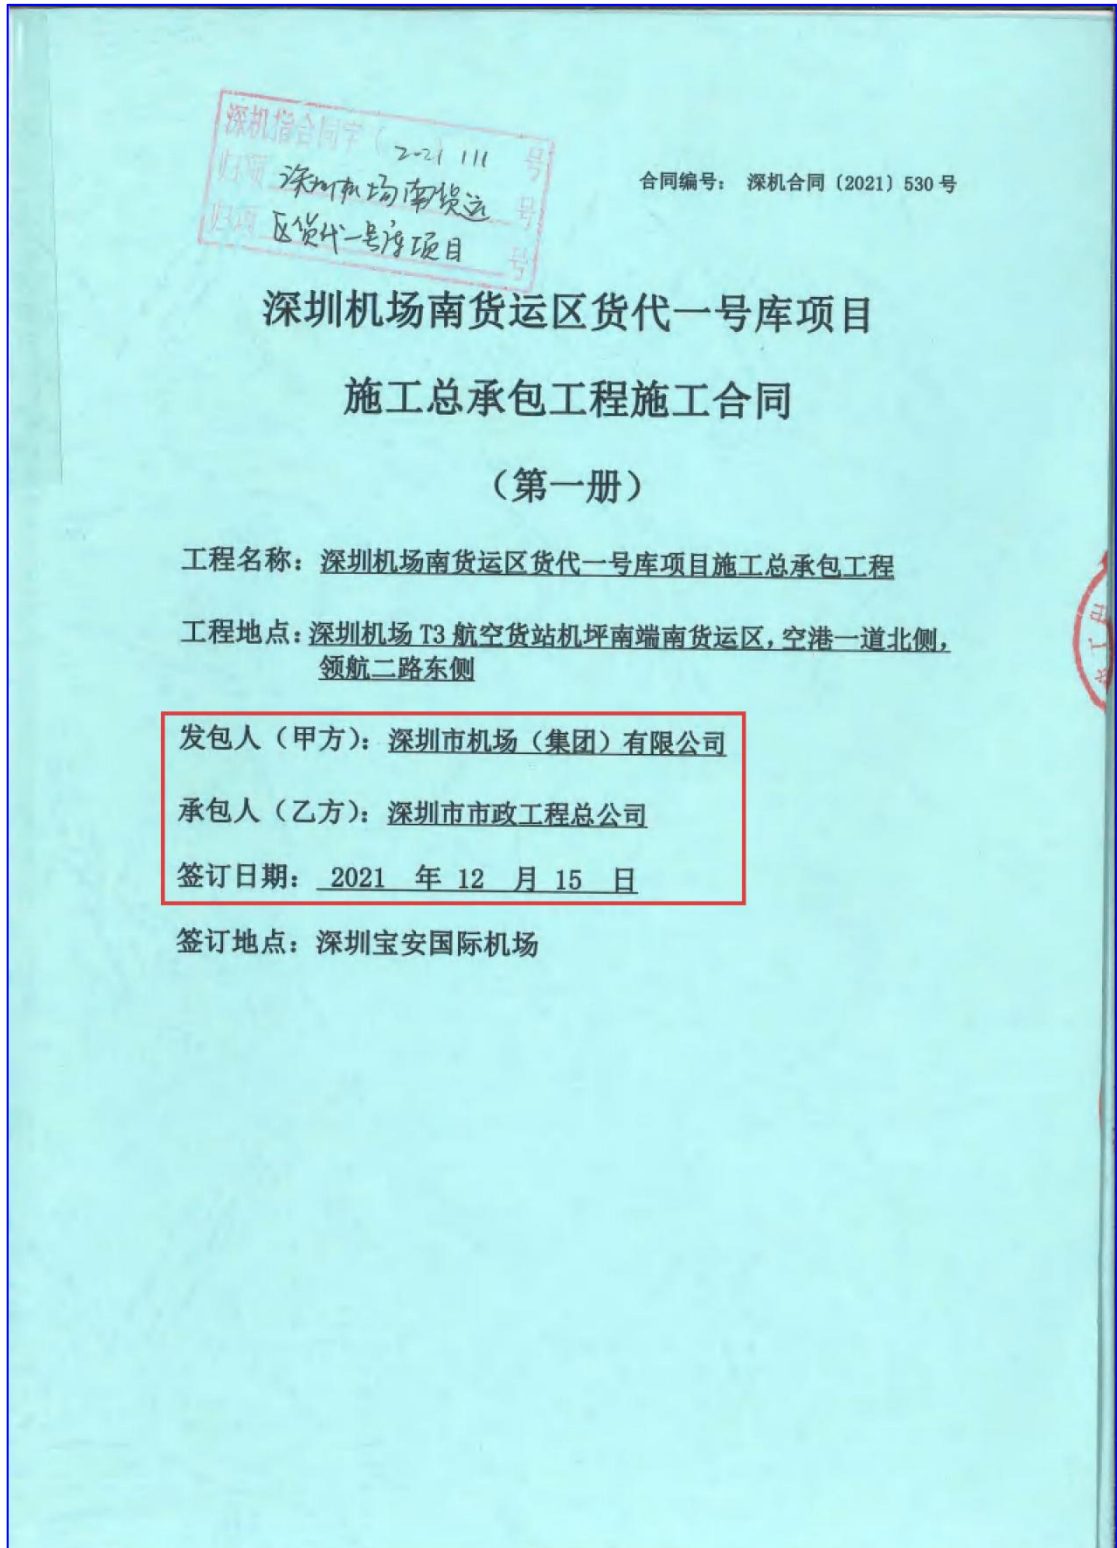 深机指合同字(2021 111号
归项 深圳机场南货运 号
归项 区货代一号库项目 号
合同编号： 深机合同〔2021〕530号
深圳机场南货运区货代一号库项目
施工总承包工程施工合同
（第一册）
工程名称：深圳机场南货运区货代一号库项目施工总承包工程
工程地点：深圳机场 T3 航空货站机坪南端南货运区，空港一道北侧，
领航二路东侧
发包人（甲方）：深圳市机场（集团）有限公司
承包人（乙方）：深圳市市政工程总公司
签订日期： 2021 年 12 月 15 日
签订地点：深圳宝安国际机场